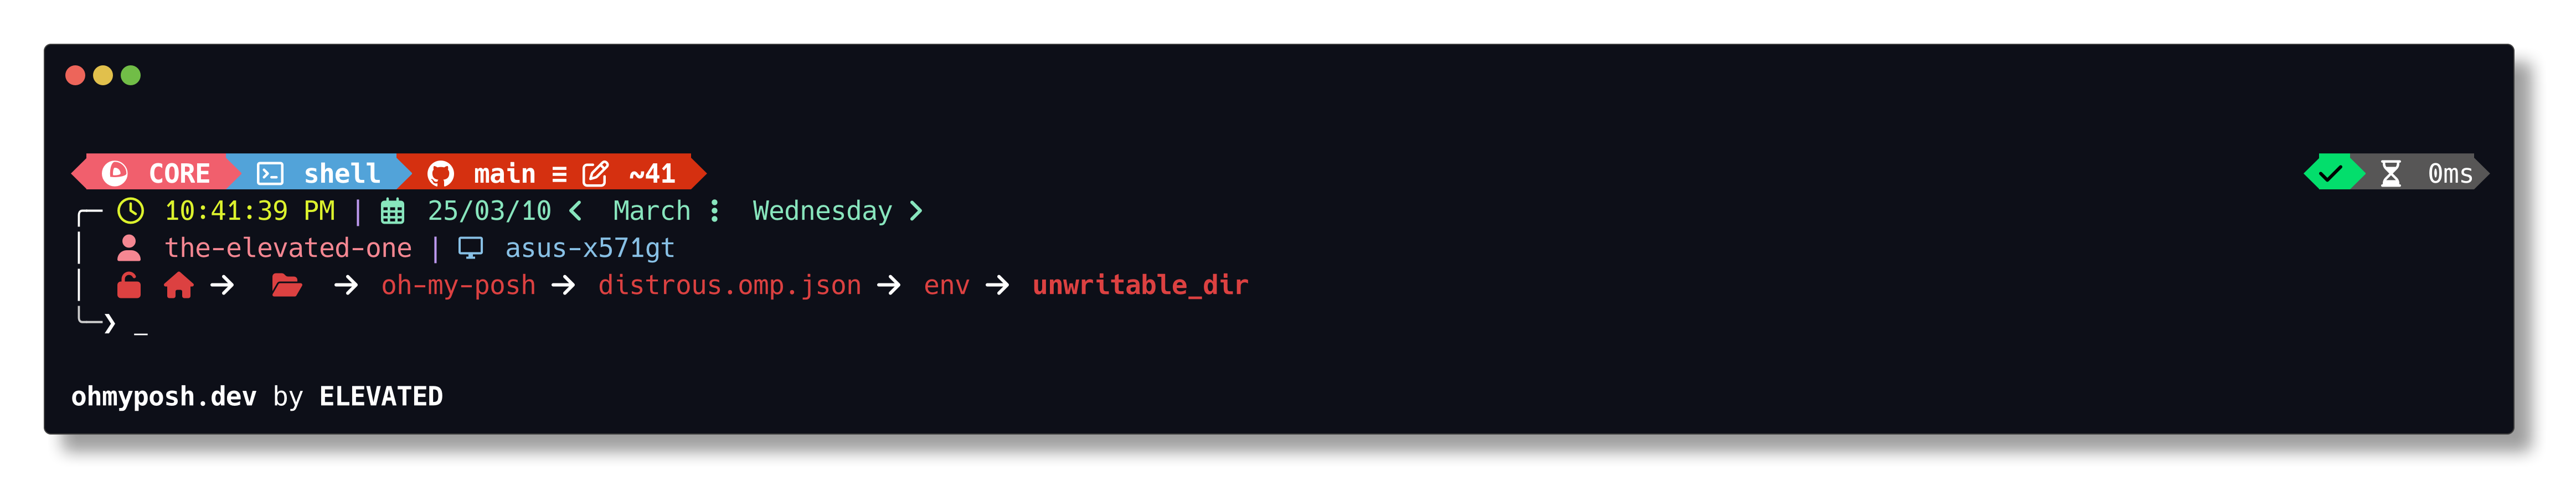 CORE shell main ≡ ~41 0ms
10:41:39 PM | 25/03/10 < March ⋮ Wednesday >
the-elevated-one | asus-x571gt
→ → oh-my-posh → distrous.omp.json → env → unwritable_dir
❯ _
ohmyposh.dev by ELEVATED